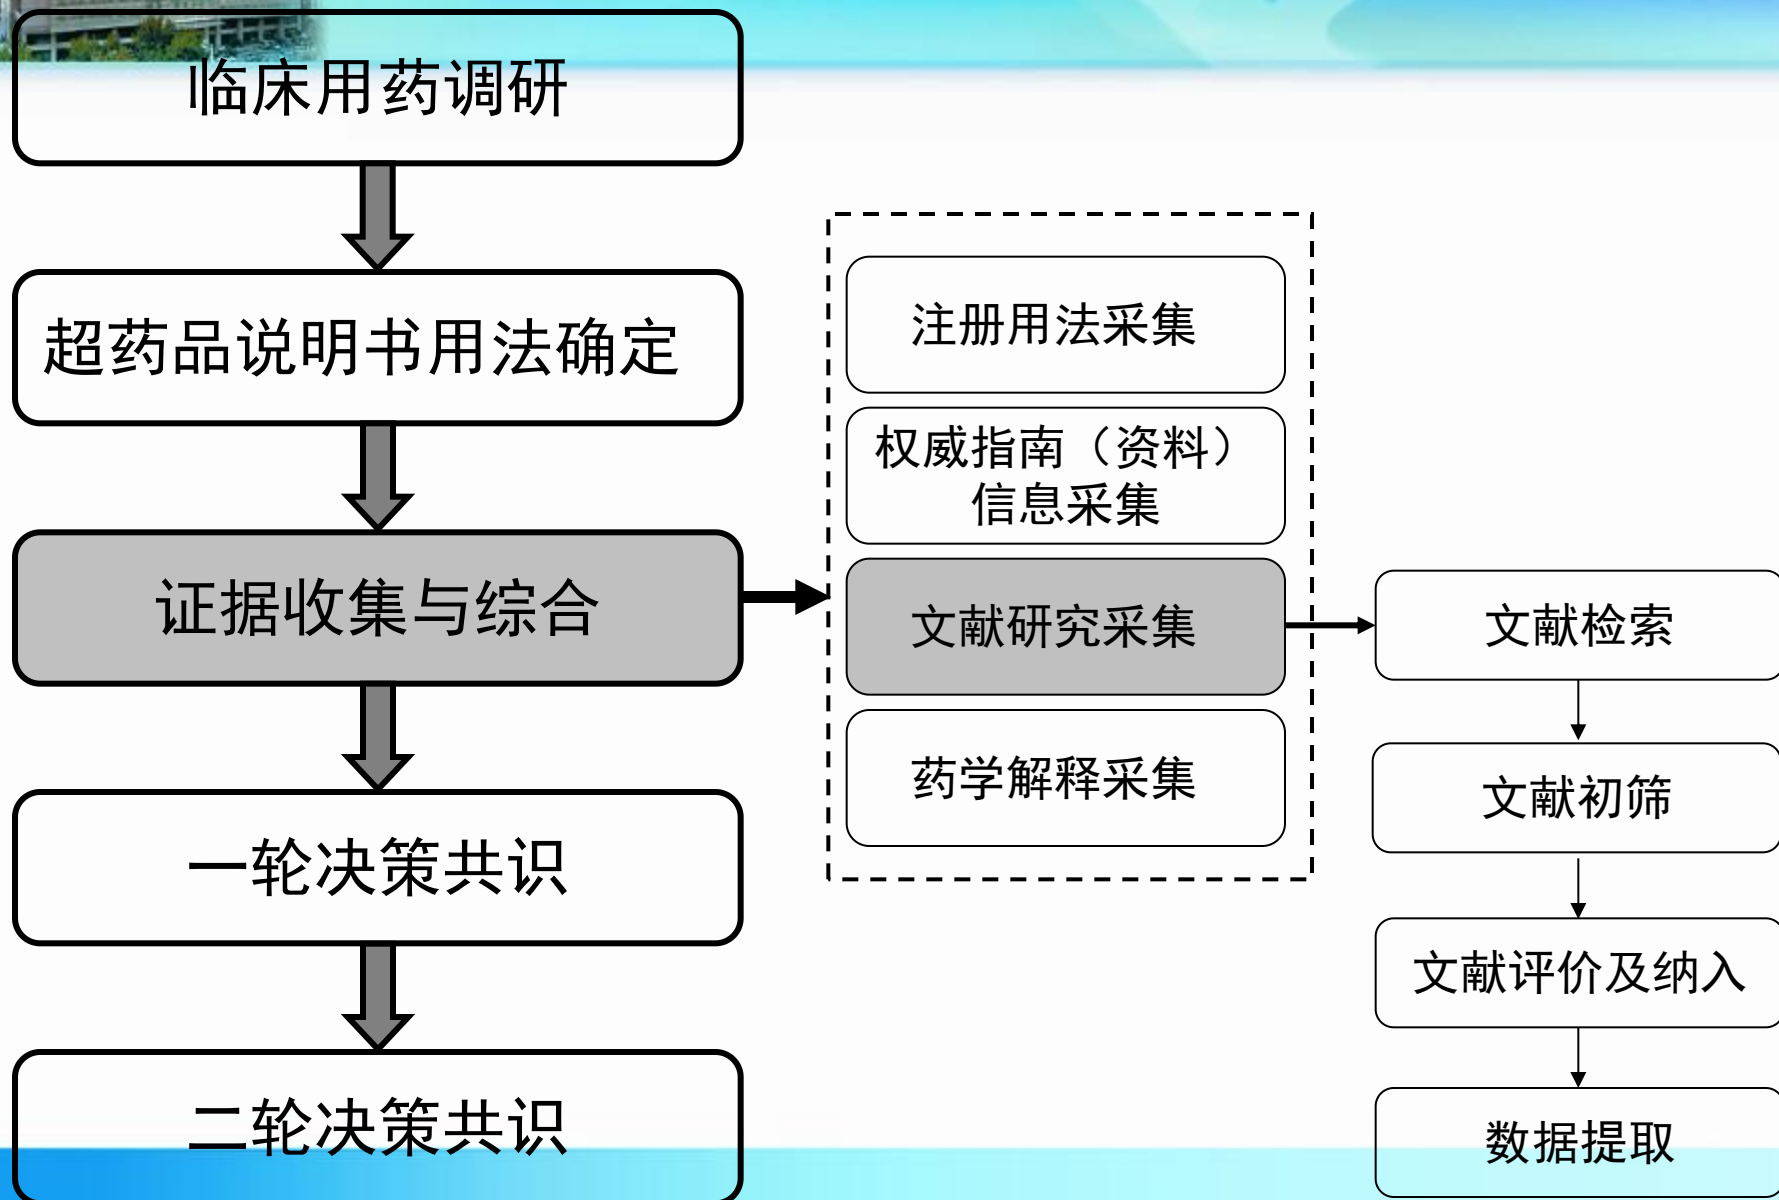 临床用药调研
超药品说明书用法确定
证据收集与综合
一轮决策共识
二轮决策共识
注册用法采集
权威指南（资料）
信息采集
文献研究采集
药学解释采集
文献检索
文献初筛
文献评价及纳入
数据提取